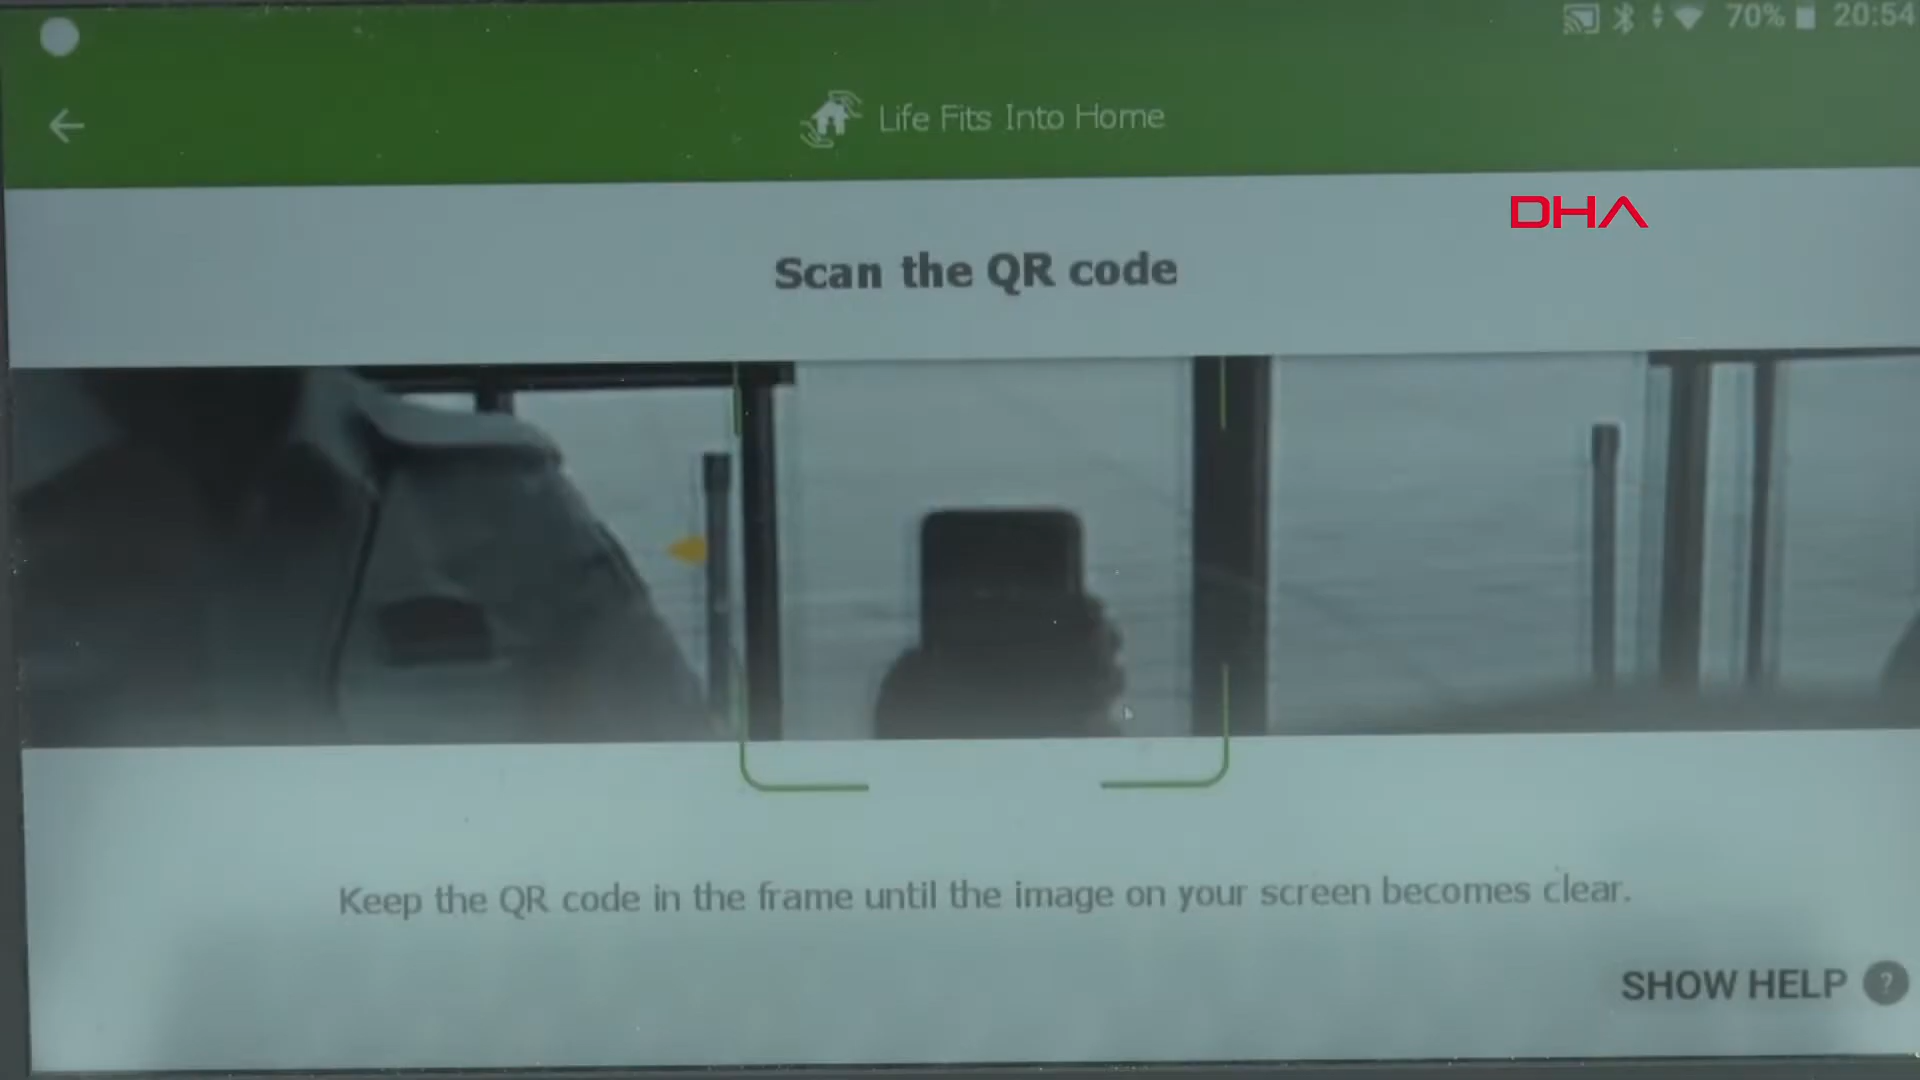 70% 20:54
Life Fits Into Home
DHA
Scan the QR code
Keep the QR code in the frame until the image on your screen becomes clear.
SHOW HELP ?